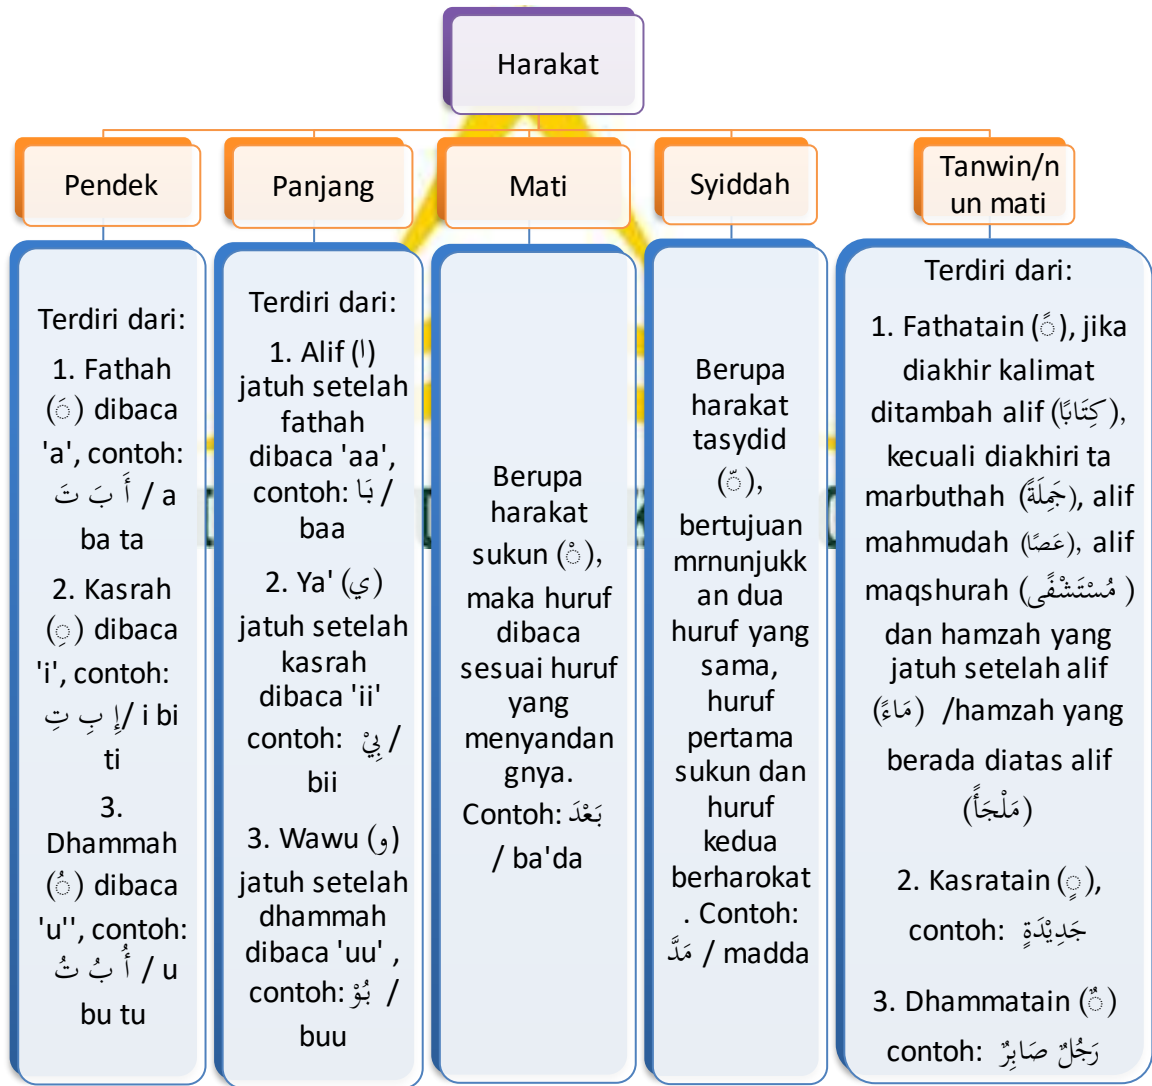 Harakat
Pendek
Panjang
Mati
Syiddah
Tanwin/n
un mati
Terdiri dari:
1. Fathah
(◌َ) dibaca
'a', contoh:
أَ بَ تَ / a
ba ta
2. Kasrah
(◌ِ) dibaca
'i', contoh:
إِ بِ تِ / i bi
ti
3.
Dhammah
(◌ُ) dibaca
'u'', contoh:
أُ بُ تُ / u
bu tu
Terdiri dari:
1. Alif (ا)
jatuh setelah
fathah
dibaca 'aa',
contoh: بَا /
baa
2. Ya' (ي)
jatuh setelah
kasrah
dibaca 'ii'
contoh: بِيْ /
bii
3. Wawu (و)
jatuh setelah
dhammah
dibaca 'uu' ,
contoh: بُوْ /
buu
Berupa
harakat
sukun (◌ْ),
maka huruf
dibaca
sesuai huruf
yang
menyandan
gnya.
Contoh: بَعْدَ
/ ba'da
Berupa
harakat
tasydid
(◌ّ),
bertujuan
mrnunjukk
an dua
huruf yang
sama,
huruf
pertama
sukun dan
huruf
kedua
berharokat
. Contoh:
مَدَّ / madda
Terdiri dari:
1. Fathatain (◌ً), jika
diakhir kalimat
ditambah alif (كِتَابًا),
kecuali diakhiri ta
marbuthah (جَمِلَةً), alif
mahmudah (عَصًا), alif
maqshurah (مُسْتَشْفًى )
dan hamzah yang
jatuh setelah alif
(مَاءً) /hamzah yang
berada diatas alif
(مَلْجَأً)
2. Kasratain (◌ٍ),
contoh: جَدِيْدَةٍ
3. Dhammatain (◌ٌ)
contoh: رَجُلٌ صَابِرٌ